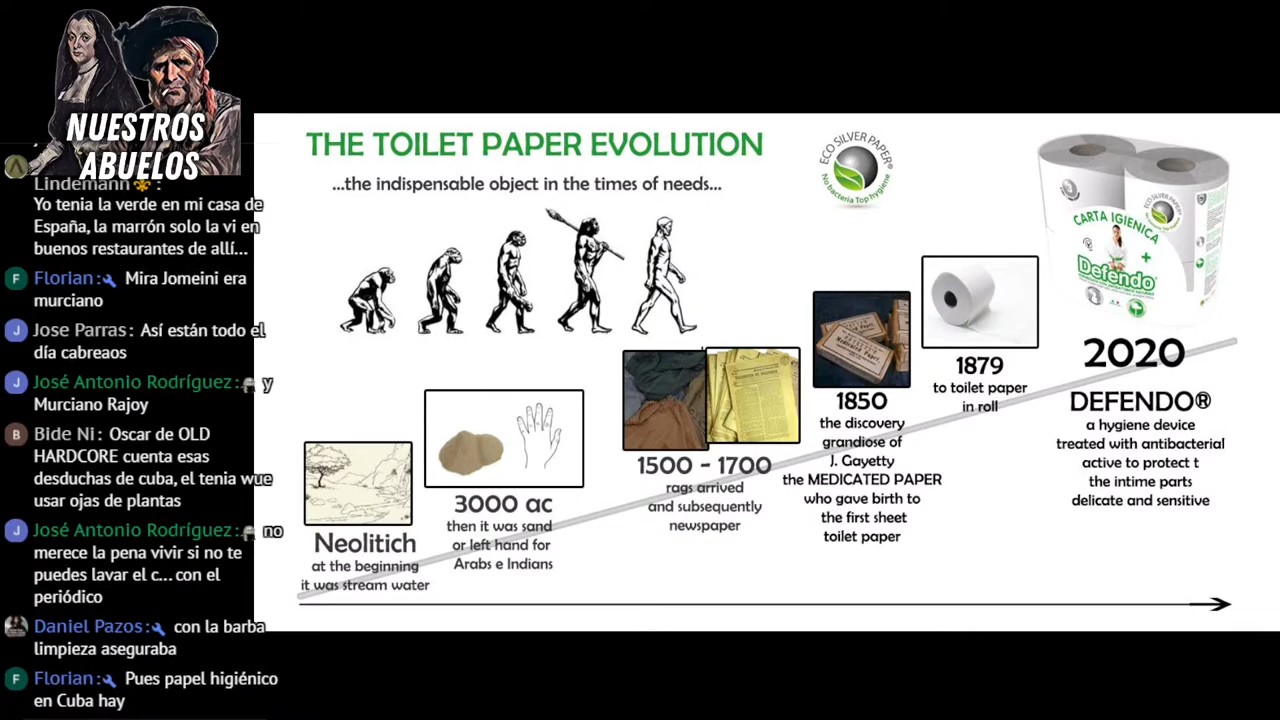 NUESTROS
ABUELOS
Lindemann :
Yo tenia la verde en mi casa de
España, la marrón solo la vi en
buenos restaurantes de allí...
F Florian: Mira Jomeini era
murciano
J Jose Parras: Así están todo el
día cabreaos
J José Antonio Rodríguez: y
Murciano Rajoy
B Bide Ni: Oscar de OLD
HARDCORE cuenta esas
desduchas de cuba, el tenia wue
usar ojas de plantas
J José Antonio Rodríguez: no
merece la pena vivir si no te
puedes lavar el c... con el
periódico
Daniel Pazos: con la barba
limpieza aseguraba
F Florian: Pues papel higiénico
en Cuba hay
THE TOILET PAPER EVOLUTION
...the indispensable object in the times of needs...
ECO SILVER PAPER®
No bacteria Top hygiene
Neolitich
at the beginning
it was stream water
3000 ac
then it was sand
or left hand for
Arabs e Indians
1500 - 1700
rags arrived
and subsequently
newspaper
Medicated Paper
1850
the discovery
grandiose of
J. Gayetty
the MEDICATED PAPER
who gave birth to
the first sheet
toilet paper
1879
to toilet paper
in roll
3
ECO SILVER PAPER
CARTA IGIENICA
Defendo
+
2020
DEFENDO®
a hygiene device
treated with antibacterial
active to protect t
the intime parts
delicate and sensitive